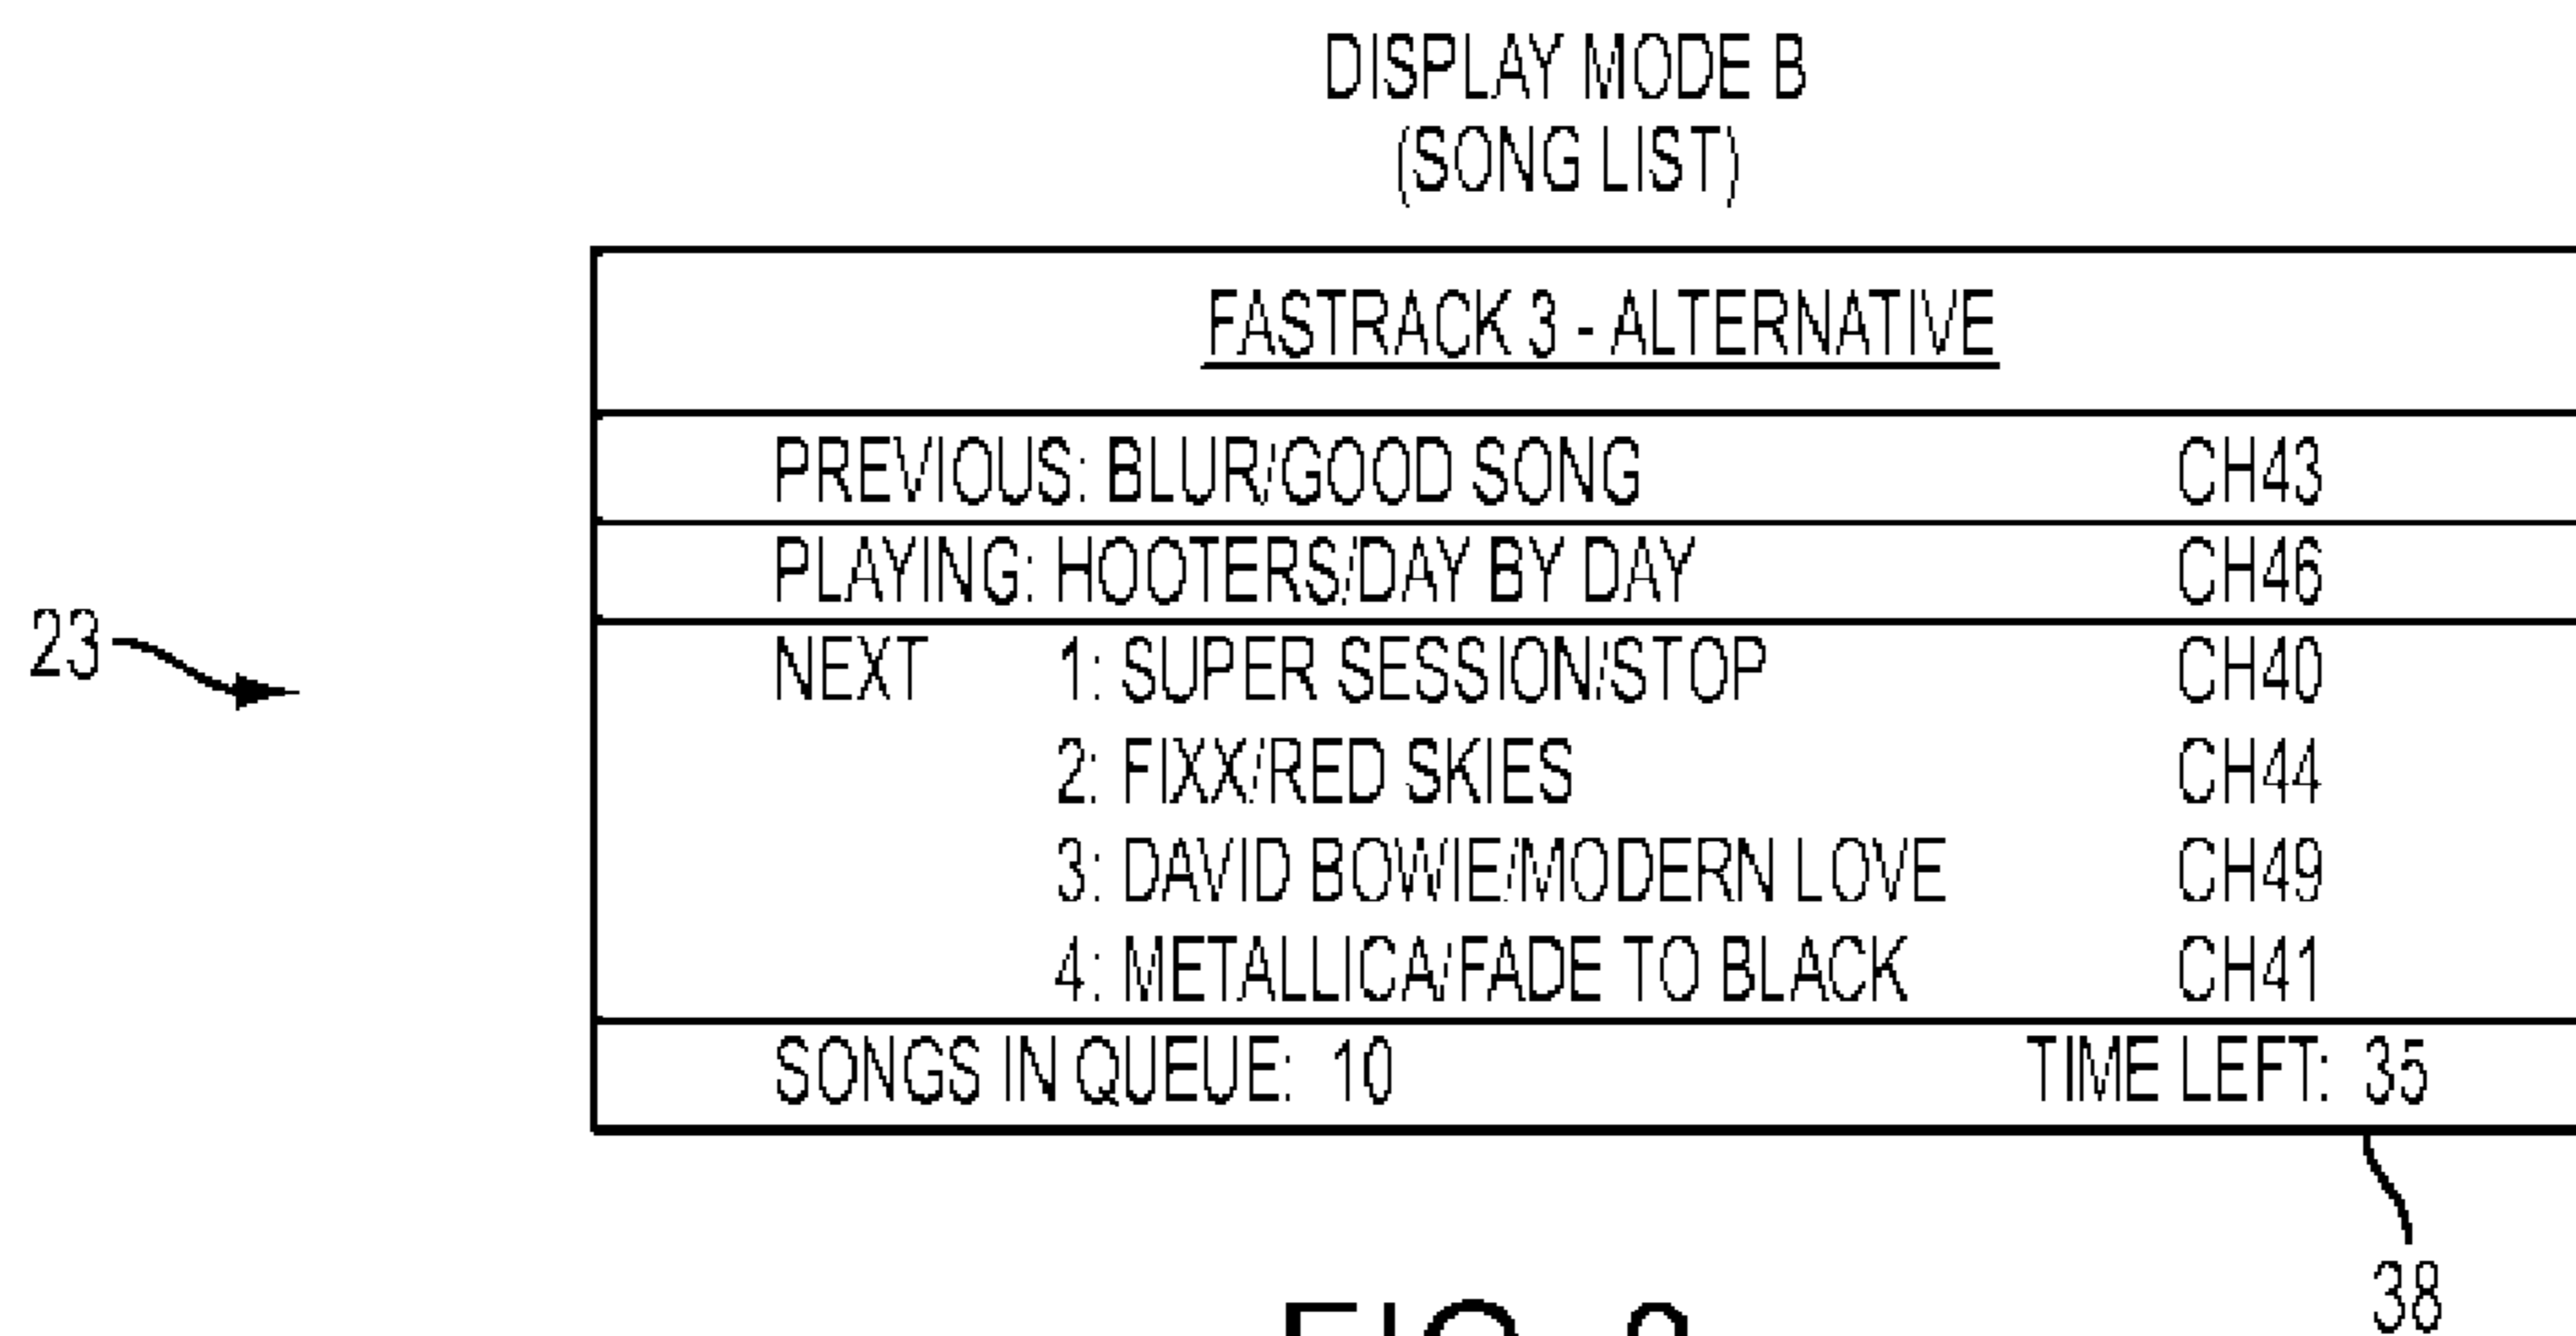 DISPLAY MODE B
(SONG LIST)
FASTRACK 3 - ALTERNATIVE
PREVIOUS: BLUR/GOOD SONG CH43
PLAYING: HOOTERS/DAY BY DAY CH46
23
NEXT 1: SUPER SESSION/STOP CH40
2: FIXX/RED SKIES CH44
3: DAVID BOWIE/MODERN LOVE CH49
4: METALLICA/FADE TO BLACK CH41
SONGS IN QUEUE: 10 TIME LEFT: 35
38